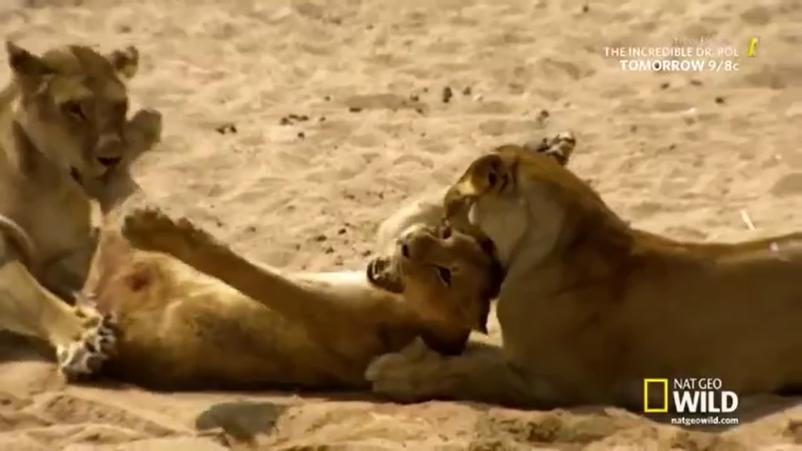 THE INCREDIBLE DR. POL
TOMORROW 9/8c
NAT GEO
WILD
natgeowild.com